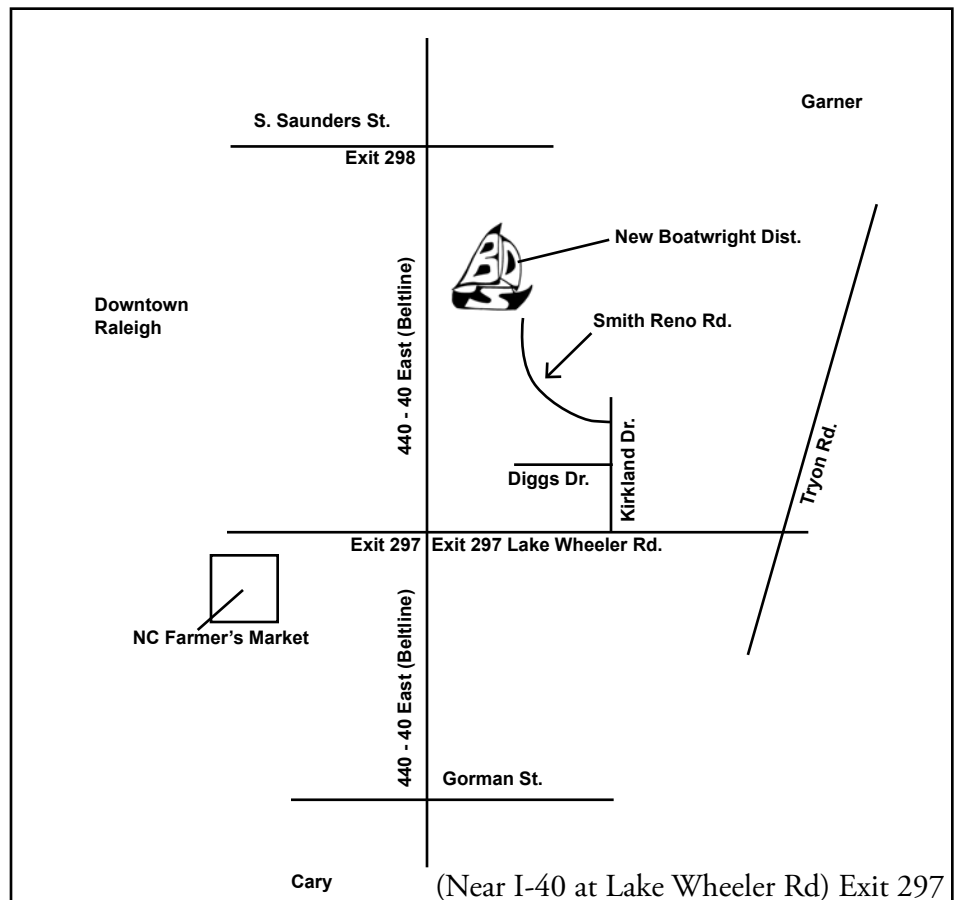 Garner
S. Saunders St.
Exit 298
New Boatwright Dist.
BD
S
Downtown
Raleigh
440 - 40 East (Beltline)
Smith Reno Rd.
Kirkland Dr.
Diggs Dr.
Tryon Rd.
Exit 297
Exit 297 Lake Wheeler Rd.
NC Farmer’s Market
440 - 40 East (Beltline)
Gorman St.
Cary
(Near I-40 at Lake Wheeler Rd) Exit 297